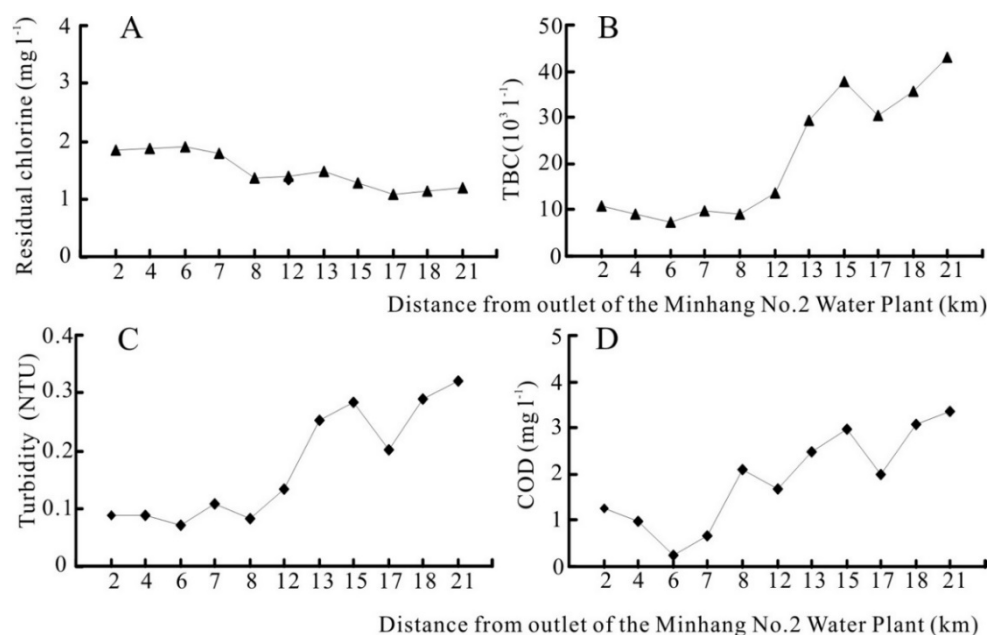 A
Residual chlorine (mg l⁻¹)
4
3
2
1
0
2 4 6 7 8 12 13 15 17 18 21
B
TBC(10³ l⁻¹)
50
40
30
20
10
0
2 4 6 7 8 12 13 15 17 18 21
Distance from outlet of the Minhang No.2 Water Plant (km)
C
Turbidity (NTU)
0.4
0.3
0.2
0.1
0
2 4 6 7 8 12 13 15 17 18 21
D
COD (mg l⁻¹)
5
4
3
2
1
0
2 4 6 7 8 12 13 15 17 18 21
Distance from outlet of the Minhang No.2 Water Plant (km)